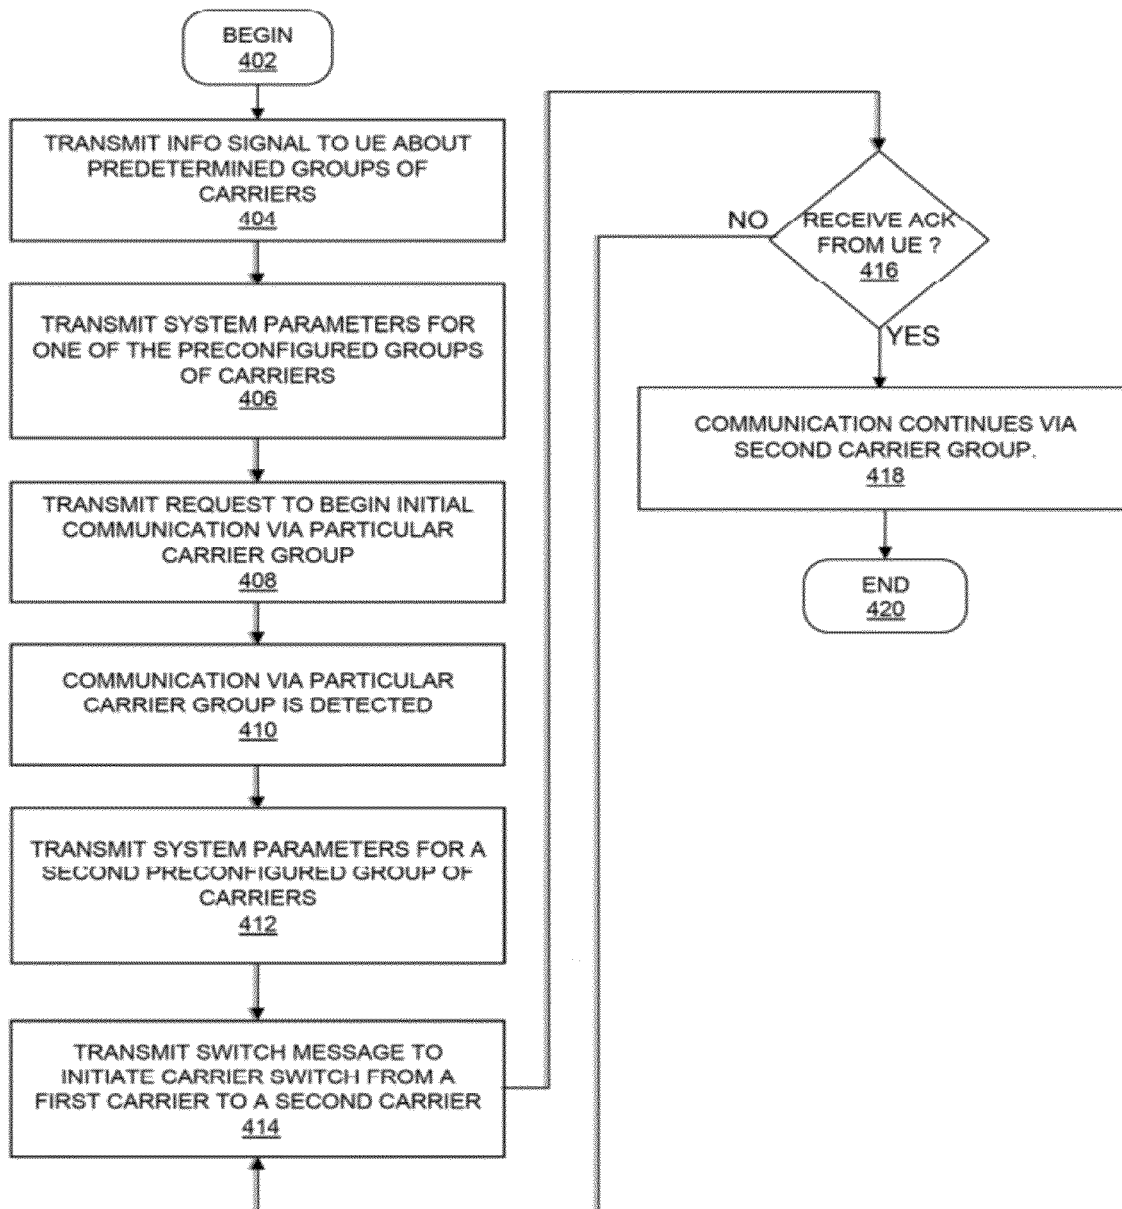 BEGIN
402
TRANSMIT INFO SIGNAL TO UE ABOUT
PREDETERMINED GROUPS OF
CARRIERS
404
TRANSMIT SYSTEM PARAMETERS FOR
ONE OF THE PRECONFIGURED GROUPS
OF CARRIERS
406
TRANSMIT REQUEST TO BEGIN INITIAL
COMMUNICATION VIA PARTICULAR
CARRIER GROUP
408
COMMUNICATION VIA PARTICULAR
CARRIER GROUP IS DETECTED
410
TRANSMIT SYSTEM PARAMETERS FOR A
SECOND PRECONFIGURED GROUP OF
CARRIERS
412
TRANSMIT SWITCH MESSAGE TO
INITIATE CARRIER SWITCH FROM A
FIRST CARRIER TO A SECOND CARRIER
414
RECEIVE ACK
FROM UE ?
416
NO
YES
COMMUNICATION CONTINUES VIA
SECOND CARRIER GROUP.
418
END
420